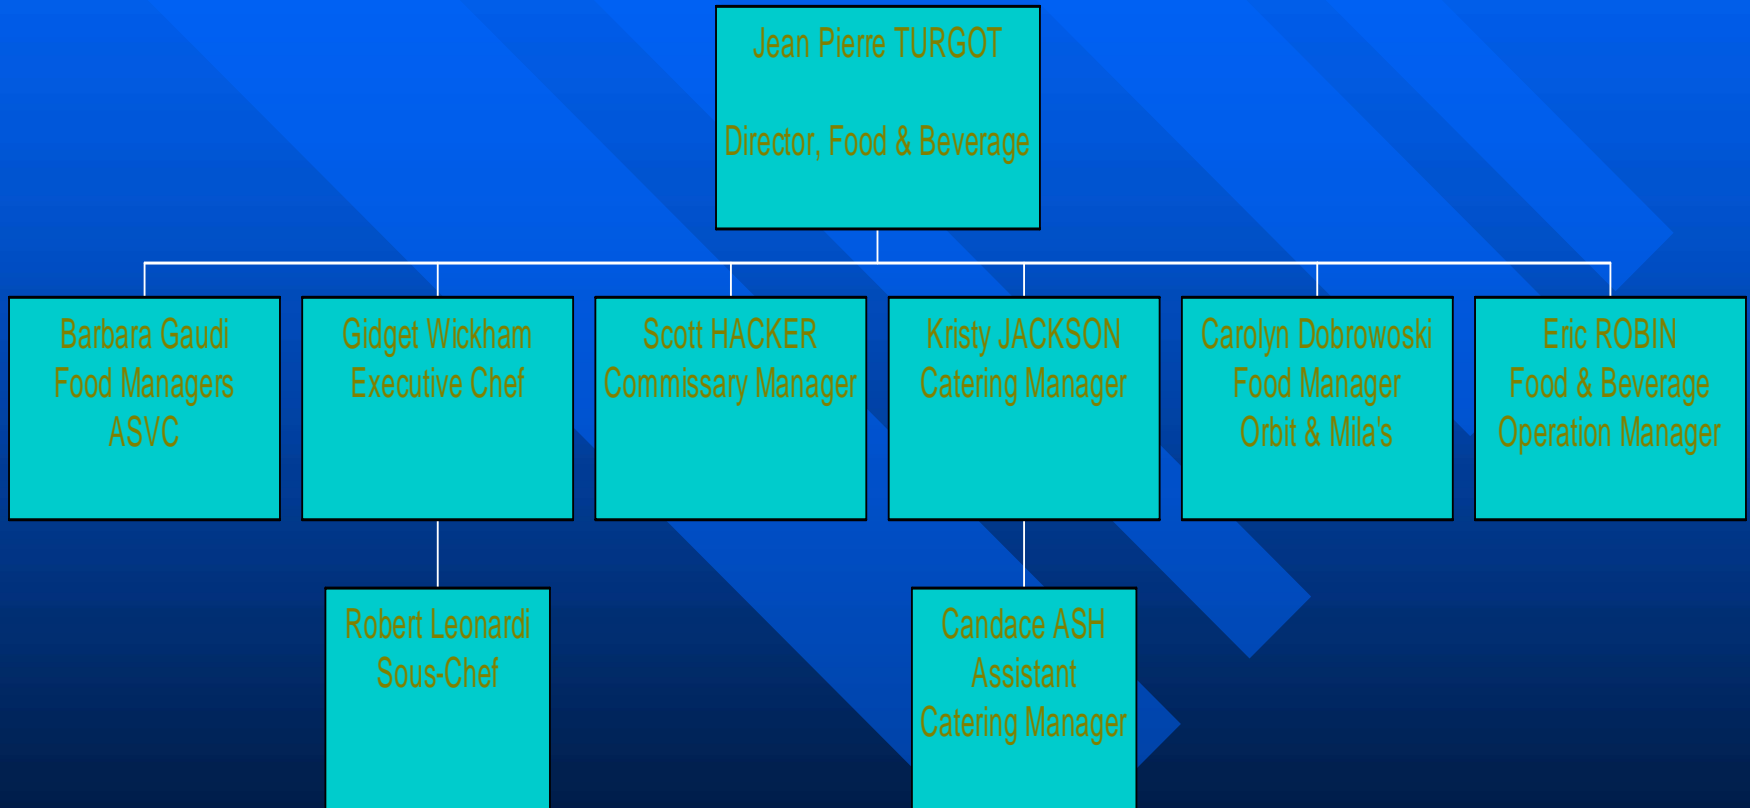 Jean Pierre TURGOT
Director, Food & Beverage
Barbara Gaudi
Food Managers
ASVC
Gidget Wickham
Executive Chef
Scott HACKER
Commissary Manager
Kristy JACKSON
Catering Manager
Carolyn Dobrowoski
Food Manager
Orbit & Mila's
Eric ROBIN
Food & Beverage
Operation Manager
Robert Leonardi
Sous-Chef
Candace ASH
Assistant
Catering Manager